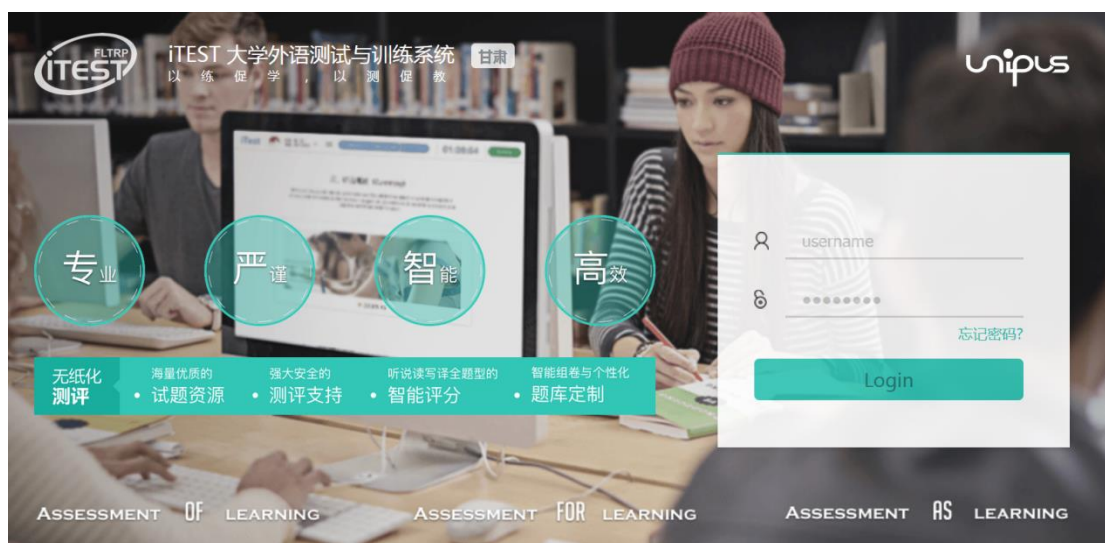 FLTRP
iTEST
iTEST 大学外语测试与训练系统 甘肃
以练促学,以测促教
unipus
iTest
01:28:04
专业
严谨
智能
高效
username
忘记密码?
Login
无纸化
测评
海量优质的
• 试题资源
强大安全的
• 测评支持
听说读写译全题型的
• 智能评分
智能组卷与个性化
• 题库定制
ASSESSMENT OF LEARNING
ASSESSMENT FOR LEARNING
ASSESSMENT AS LEARNING